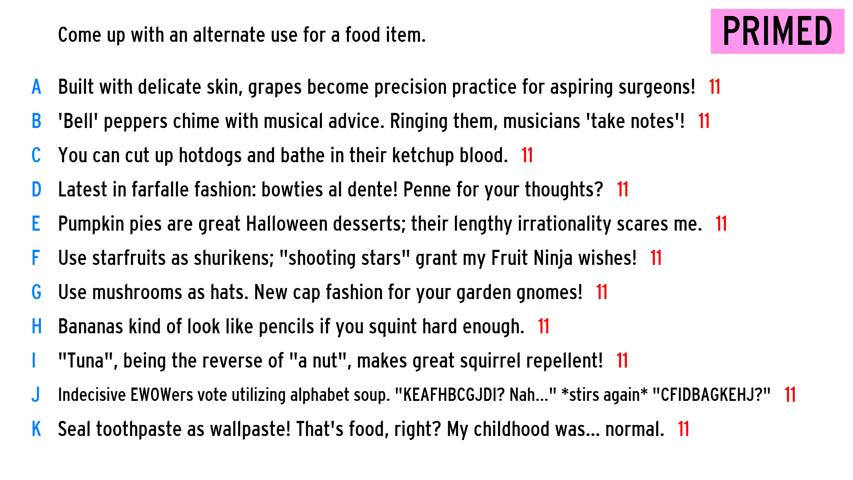 Come up with an alternate use for a food item.
PRIMED
A Built with delicate skin, grapes become precision practice for aspiring surgeons! 11
B 'Bell' peppers chime with musical advice. Ringing them, musicians 'take notes'! 11
C You can cut up hotdogs and bathe in their ketchup blood. 11
D Latest in farfalle fashion: bowties al dente! Penne for your thoughts? 11
E Pumpkin pies are great Halloween desserts; their lengthy irrationality scares me. 11
F Use starfruits as shurikens; "shooting stars" grant my Fruit Ninja wishes! 11
G Use mushrooms as hats. New cap fashion for your garden gnomes! 11
H Bananas kind of look like pencils if you squint hard enough. 11
I "Tuna", being the reverse of "a nut", makes great squirrel repellent! 11
J Indecisive EWOWers vote utilizing alphabet soup. "KEAFHBCGJDI? Nah..." *stirs again* "CFIDBAGKEHJ?" 11
K Seal toothpaste as wallpaste! That's food, right? My childhood was... normal. 11